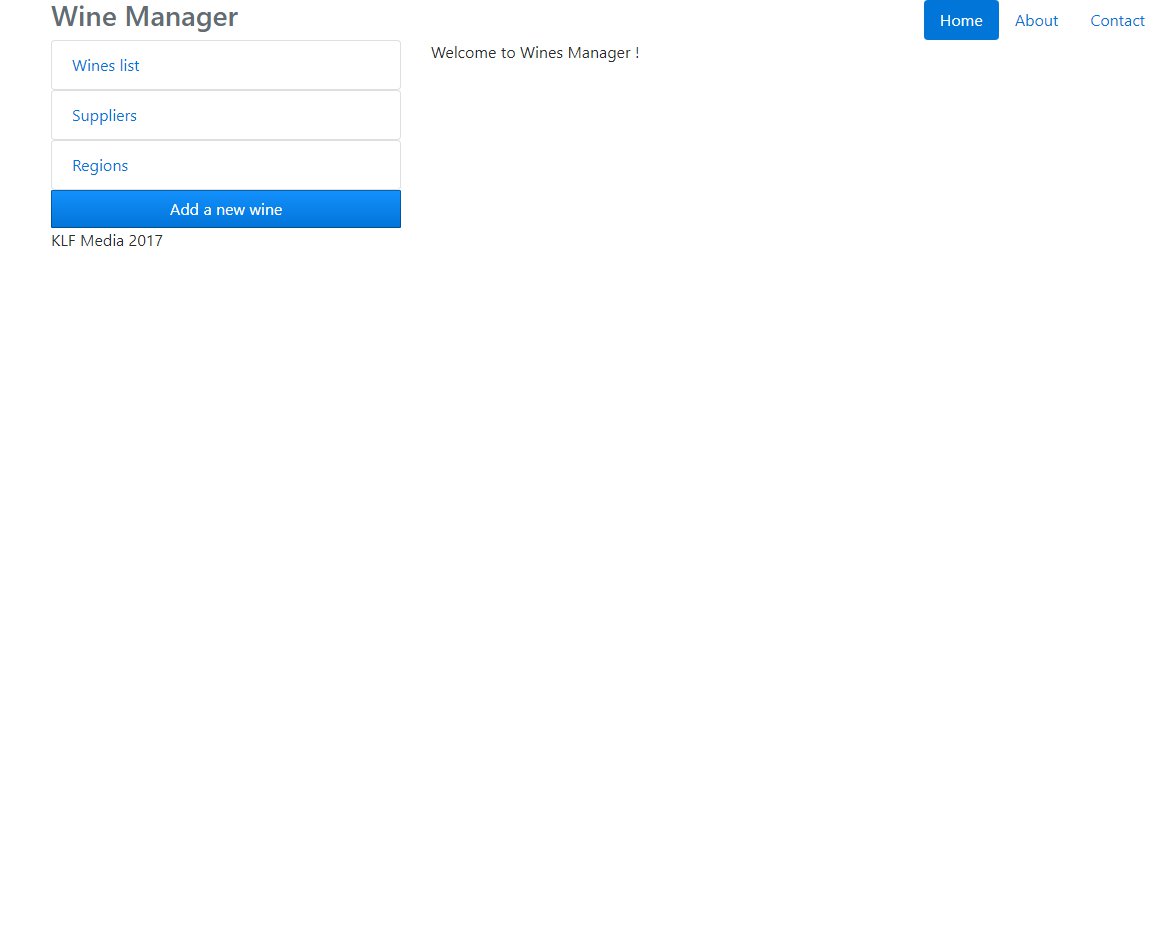 Wine Manager
Home About Contact
Wines list
Suppliers
Regions
Add a new wine
Welcome to Wines Manager !
KLF Media 2017